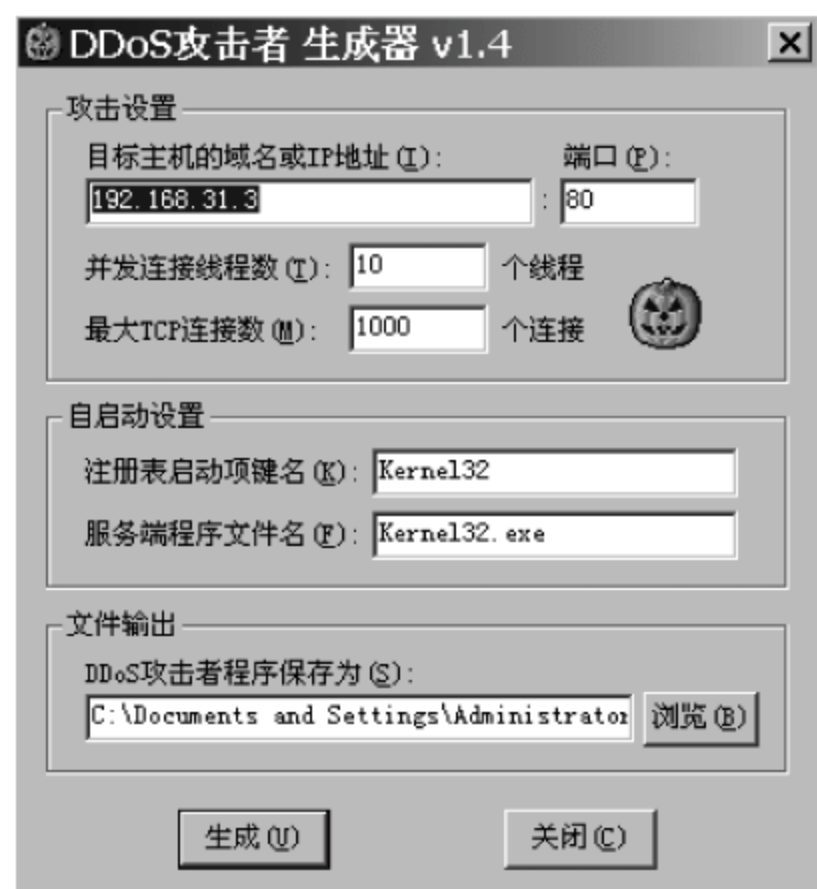 DDoS攻击者 生成器 v1.4
攻击设置
目标主机的域名或IP地址(I): 端口(P):
192.168.31.3 : 80
并发连接线程数(T): 10 个线程
最大TCP连接数(M): 1000 个连接
自启动设置
注册表启动项键名(K): Kernel32
服务端程序文件名(F): Kernel32.exe
文件输出
DDoS攻击者程序保存为(S):
C:\Documents and Settings\Administrator 浏览(B)
生成(U) 关闭(C)